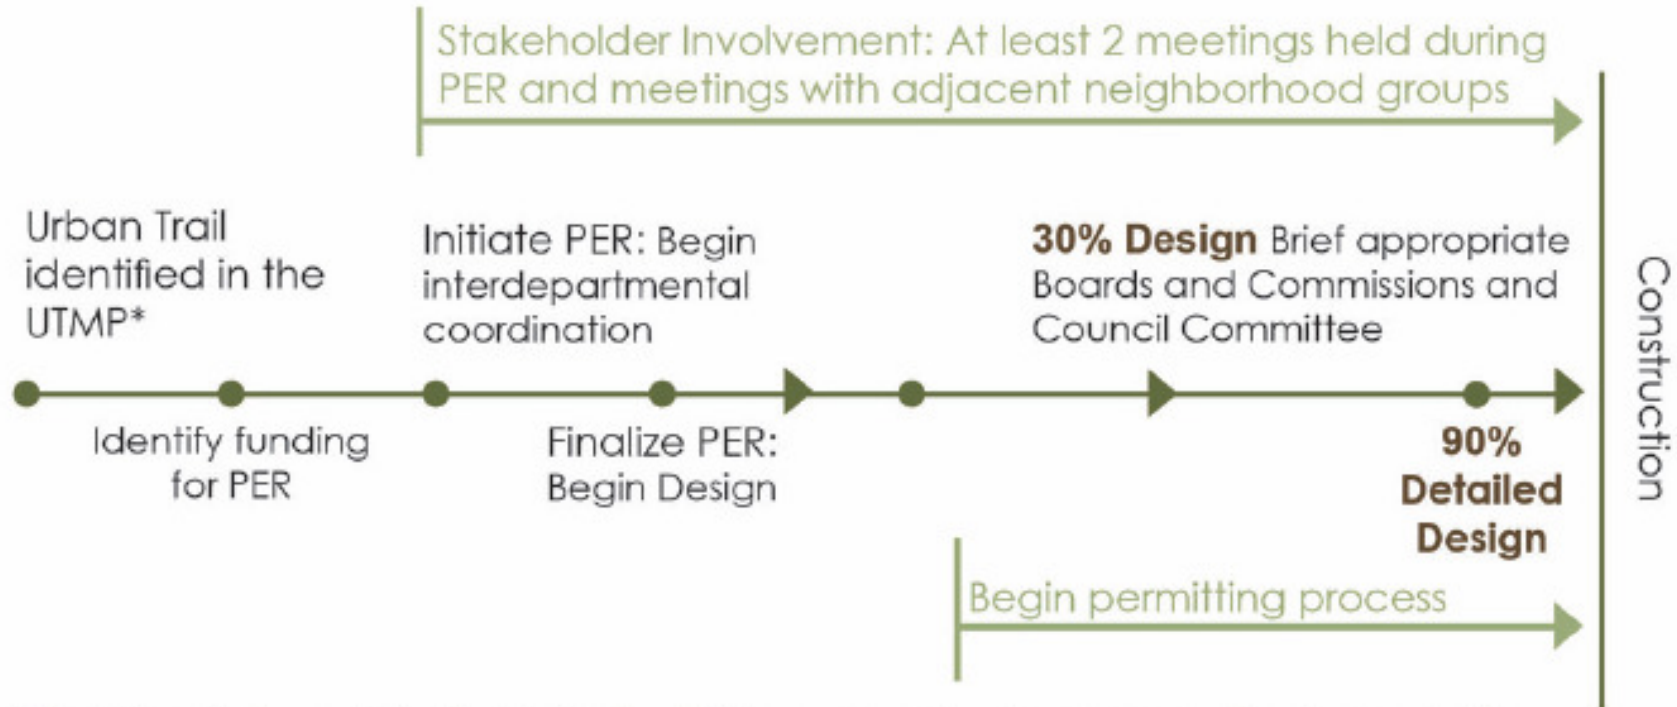 Stakeholder Involvement: At least 2 meetings held during
PER and meetings with adjacent neighborhood groups
Urban Trail
identified in the
UTMP*
Initiate PER: Begin
interdepartmental
coordination
30% Design Brief appropriate
Boards and Commissions and
Council Committee
Construction
Identify funding
for PER
Finalize PER:
Begin Design
90%
Detailed
Design
Begin permitting process